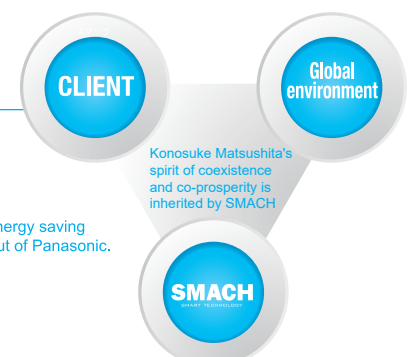 CLIENT
Global
environment
Konosuke Matsushita's
spirit of coexistence
and co-prosperity is
inherited by SMACH
nergy saving
ut of Panasonic.
SMACH
SMART TECHNOLOGY